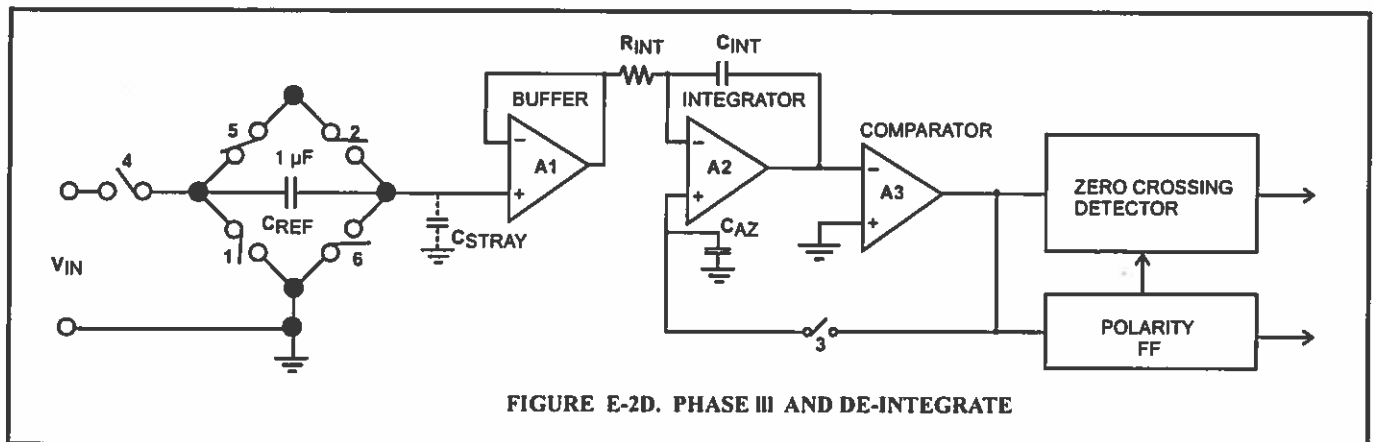 RINT
CINT
BUFFER
INTEGRATOR
COMPARATOR
5
2
4
1 µF
CREF
1
6
CSTRAY
VIN
A1
A2
A3
CAZ
3
ZERO CROSSING
DETECTOR
POLARITY
FF
FIGURE E-2D. PHASE III AND DE-INTEGRATE